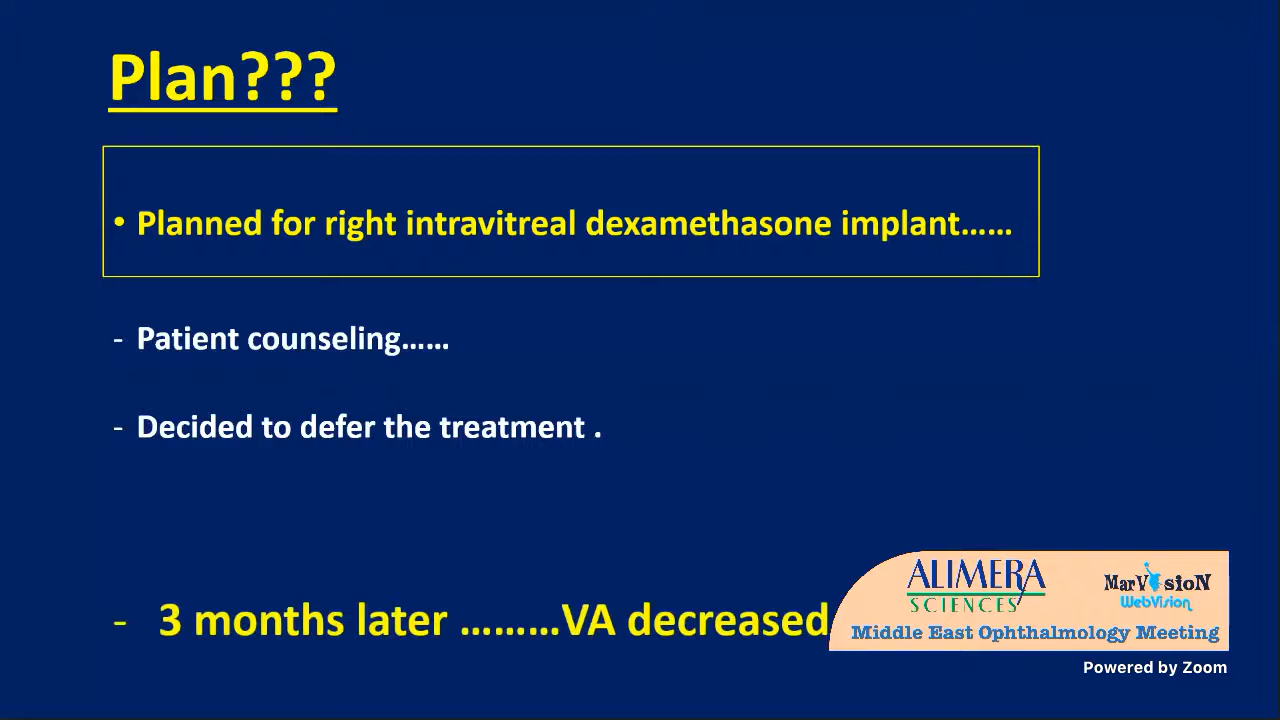 Plan???
• Planned for right intravitreal dexamethasone implant……
- Patient counseling……
- Decided to defer the treatment .
- 3 months later ………VA decreased
ALIMERA
SCIENCES
MarVisioN
WebVision
Middle East Ophthalmology Meeting
Powered by Zoom